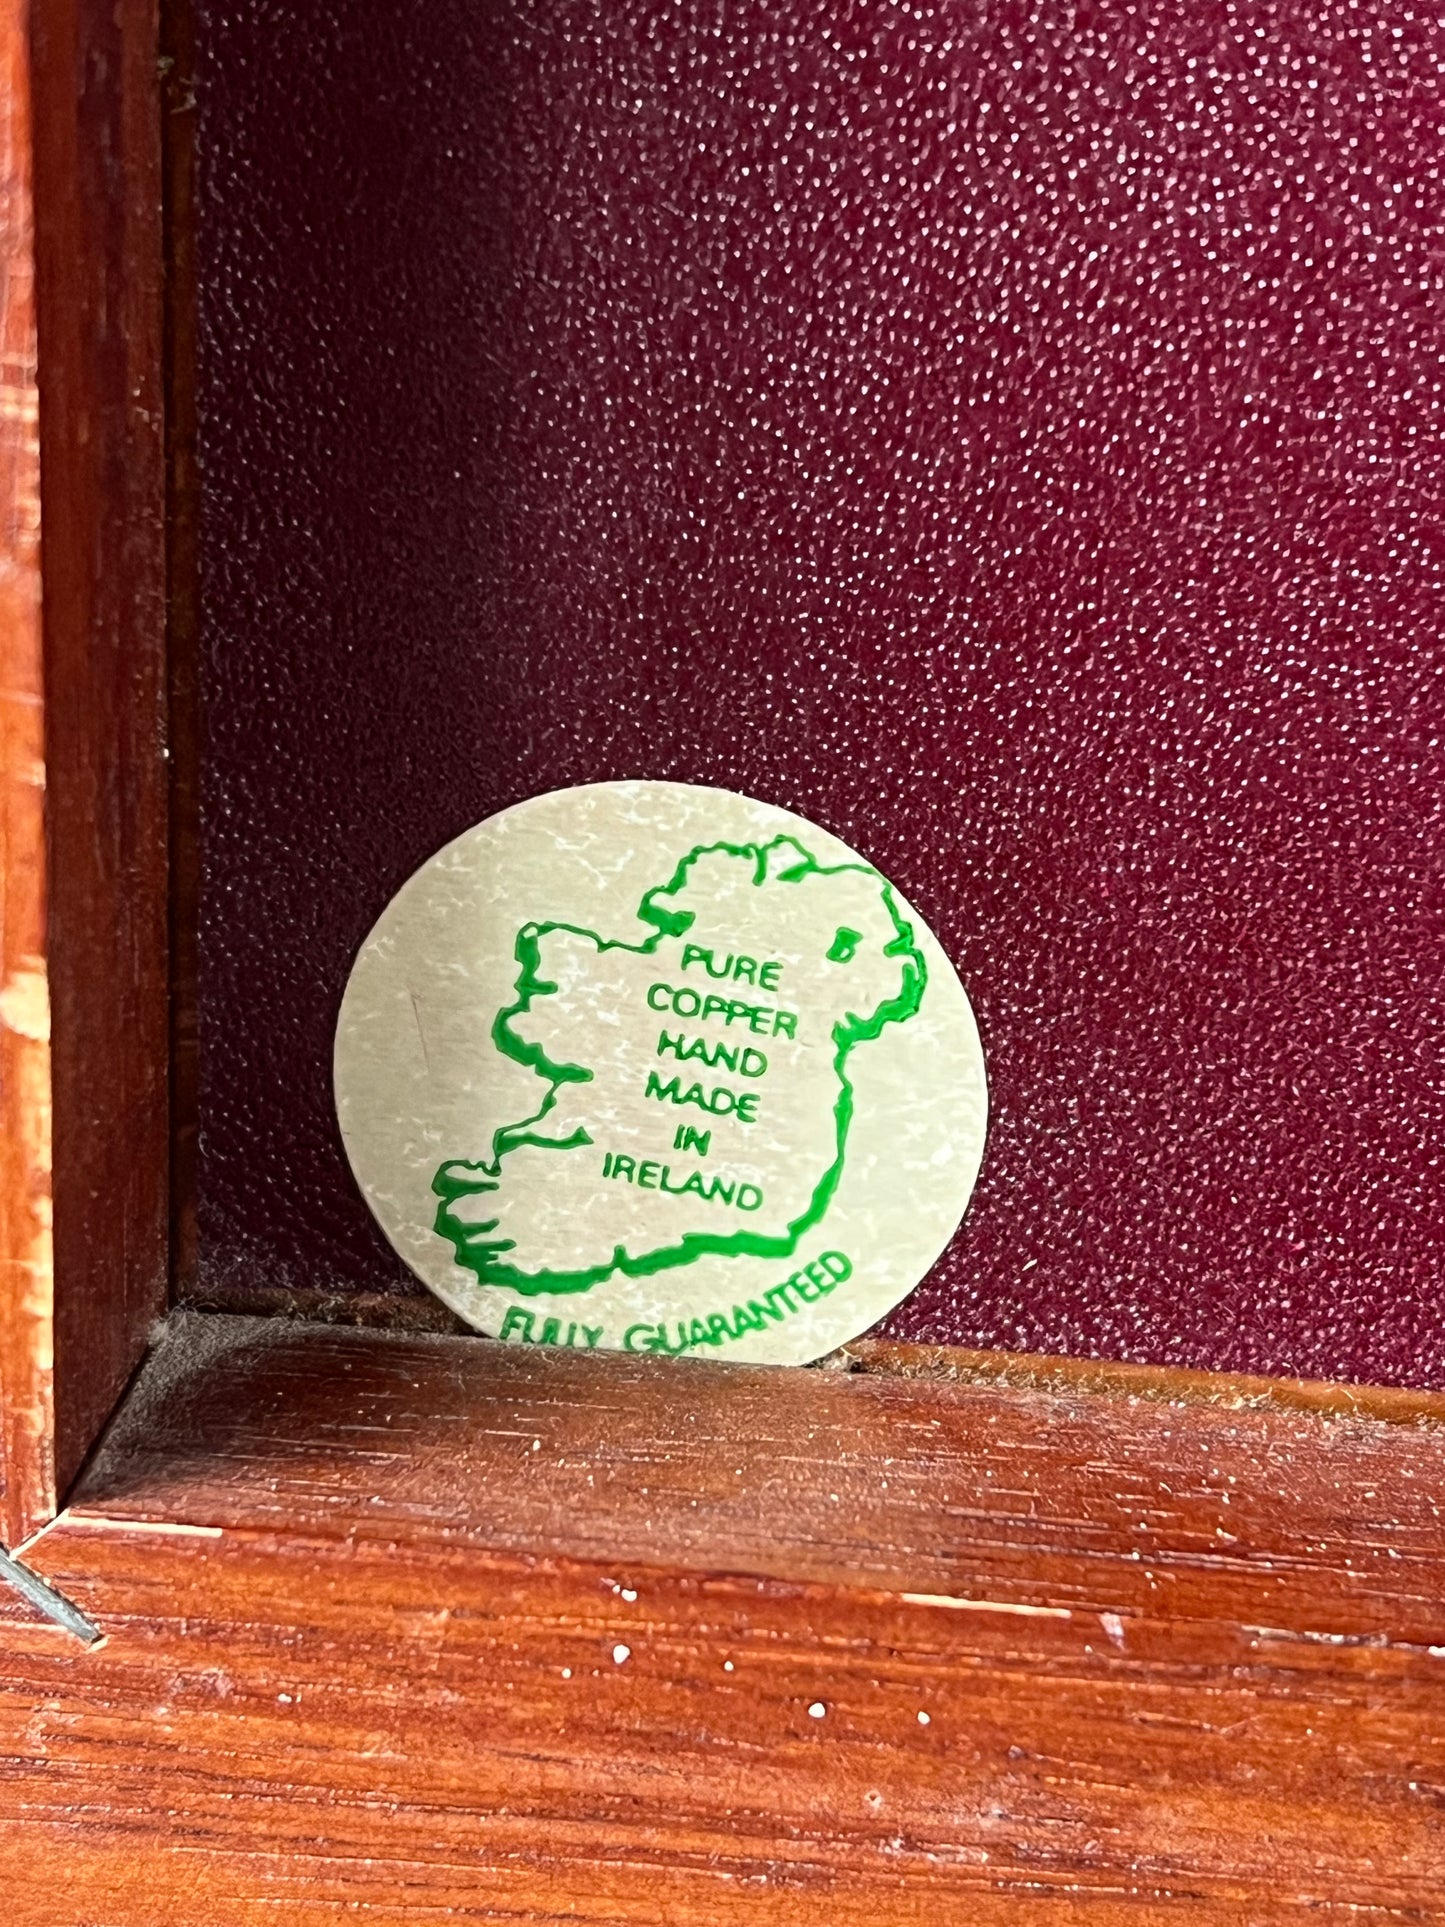 PURE
COPPER
HAND
MADE
IN
IRELAND
FULLY GUARANTEED